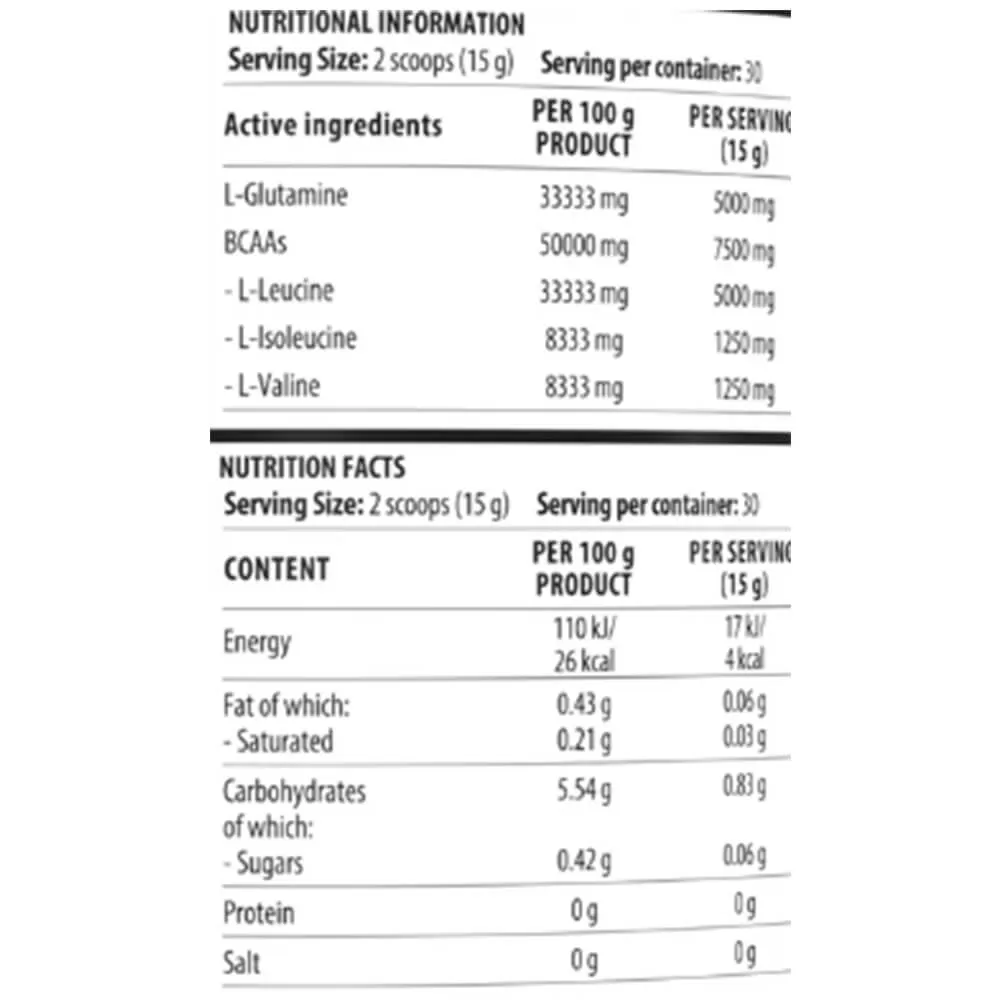 NUTRITIONAL INFORMATION
Serving Size: 2 scoops (15 g) Serving per container: 30
Active ingredients PER 100 g PRODUCT PER SERVING (15 g)
L-Glutamine 33333 mg 5000 mg
BCAAs 50000 mg 7500 mg
- L-Leucine 33333 mg 5000 mg
- L-Isoleucine 8333 mg 1250 mg
- L-Valine 8333 mg 1250 mg
NUTRITION FACTS
Serving Size: 2 scoops (15 g) Serving per container: 30
CONTENT PER 100 g PRODUCT PER SERVING (15 g)
Energy 110 kJ/ 26 kcal 17 kJ/ 4 kcal
Fat of which: 0.43 g 0.06 g
- Saturated 0.21 g 0.03 g
Carbohydrates 5.54 g 0.83 g
of which:
- Sugars 0.42 g 0.06 g
Protein 0 g 0 g
Salt 0 g 0 g